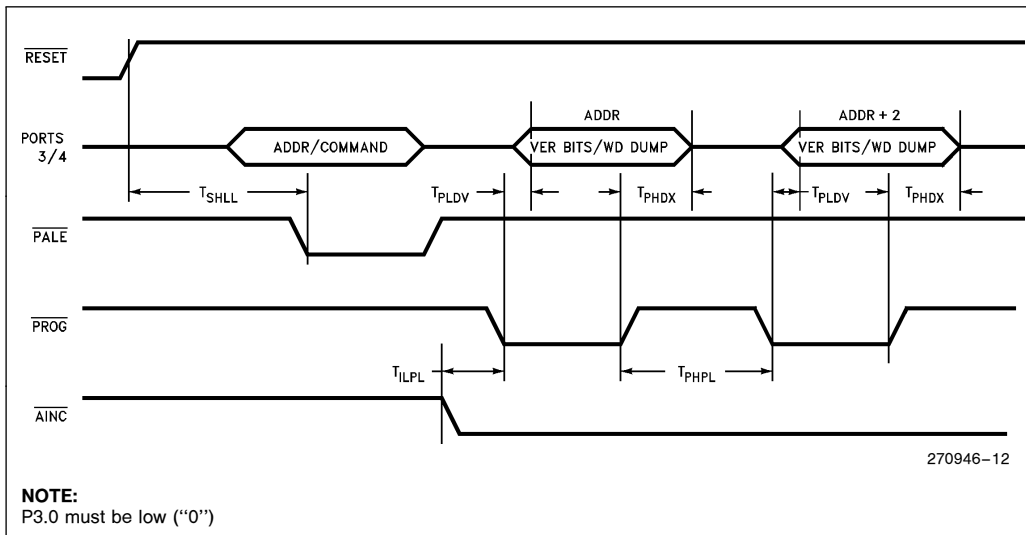 RESET
PORTS
3/4
ADDR/COMMAND
ADDR
VER BITS/WD DUMP
ADDR + 2
VER BITS/WD DUMP
TSHLL
TPLDV
TPHDX
TPLDV
TPHDX
PALE
PROG
TILPL
TPHPL
AINC
270946–12
NOTE:
P3.0 must be low (‘‘0’’)